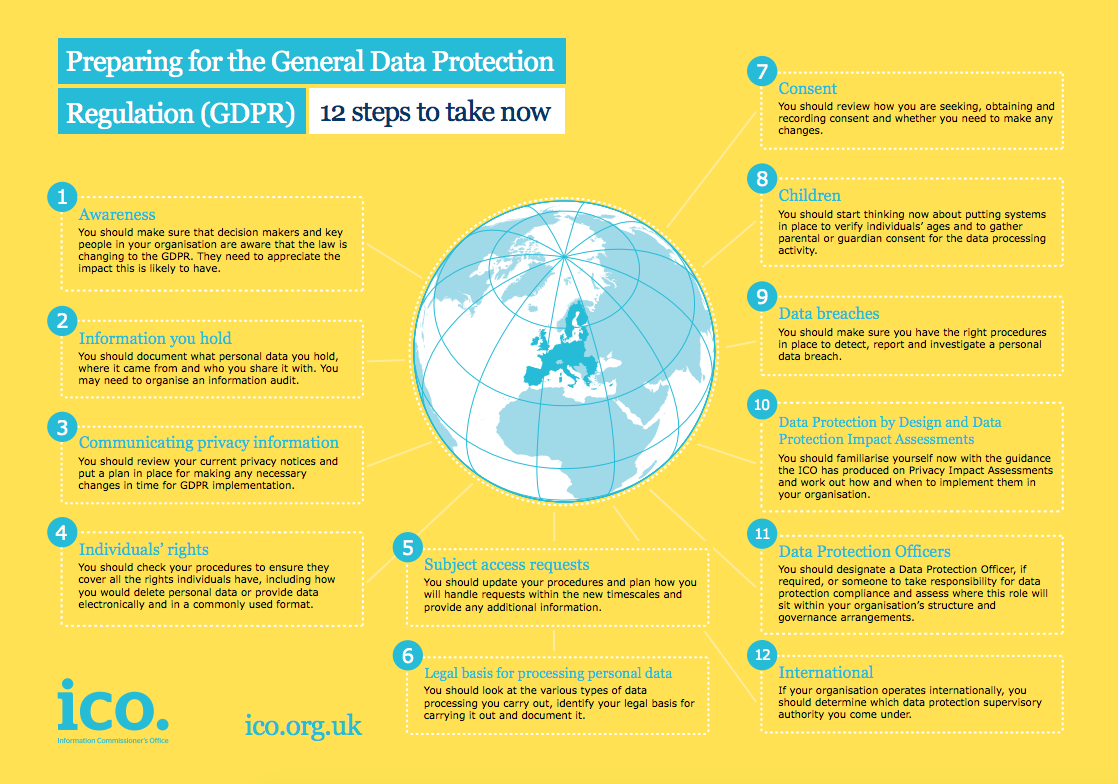 Preparing for the General Data Protection
Regulation (GDPR) 12 steps to take now
1
Awareness
You should make sure that decision makers and key
people in your organisation are aware that the law is
changing to the GDPR. They need to appreciate the
impact this is likely to have.
2
Information you hold
You should document what personal data you hold,
where it came from and who you share it with. You
may need to organise an information audit.
3
Communicating privacy information
You should review your current privacy notices and
put a plan in place for making any necessary
changes in time for GDPR implementation.
4
Individuals’ rights
You should check your procedures to ensure they
cover all the rights individuals have, including how
you would delete personal data or provide data
electronically and in a commonly used format.
5
Subject access requests
You should update your procedures and plan how you
will handle requests within the new timescales and
provide any additional information.
6
Legal basis for processing personal data
You should look at the various types of data
processing you carry out, identify your legal basis for
carrying it out and document it.
7
Consent
You should review how you are seeking, obtaining and
recording consent and whether you need to make any
changes.
8
Children
You should start thinking now about putting systems
in place to verify individuals’ ages and to gather
parental or guardian consent for the data processing
activity.
9
Data breaches
You should make sure you have the right procedures
in place to detect, report and investigate a personal
data breach.
10
Data Protection by Design and Data
Protection Impact Assessments
You should familiarise yourself now with the guidance
the ICO has produced on Privacy Impact Assessments
and work out how and when to implement them in
your organisation.
11
Data Protection Officers
You should designate a Data Protection Officer, if
required, or someone to take responsibility for data
protection compliance and assess where this role will
sit within your organisation’s structure and
governance arrangements.
12
International
If your organisation operates internationally, you
should determine which data protection supervisory
authority you come under.
ico.
Information Commissioner's Office
ico.org.uk